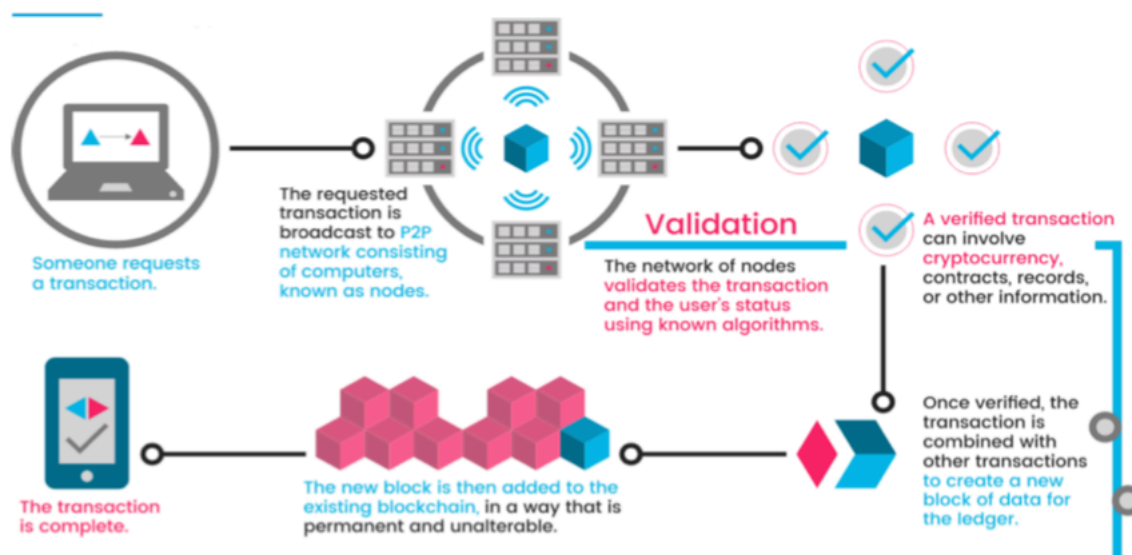 Someone requests
a transaction.
The requested
transaction is
broadcast to P2P
network consisting
of computers,
known as nodes.
Validation
The network of nodes
validates the transaction
and the user's status
using known algorithms.
A verified transaction
can involve
cryptocurrency,
contracts, records,
or other information.
Once verified, the
transaction is
combined with
other transactions
to create a new
block of data for
the ledger.
The new block is then added to the
existing blockchain, in a way that is
permanent and unalterable.
The transaction
is complete.